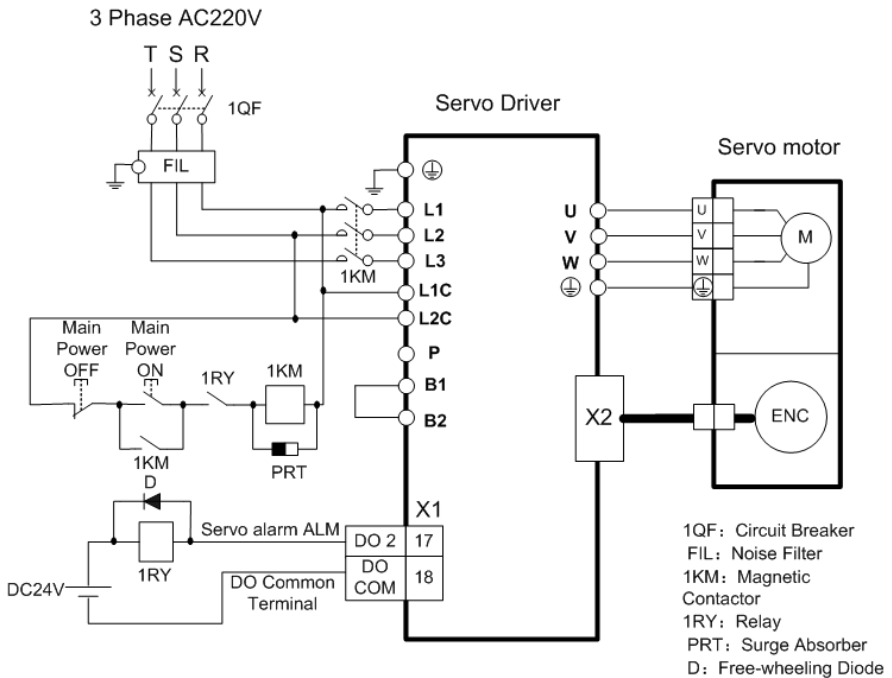 3 Phase AC220V
T S R
1QF
Servo Driver
Servo motor
FIL
L1
L2
L3
1KM
L1C
L2C
P
B1
B2
U
V
W
U
V
W
M
Main Power OFF
Main Power ON
1RY
1KM
1KM
PRT
X2
ENC
D
1RY
DC24V
Servo alarm ALM
DO Common
Terminal
X1
DO 2
17
DO COM
18
1QF: Circuit Breaker
FIL: Noise Filter
1KM: Magnetic
Contactor
1RY: Relay
PRT: Surge Absorber
D: Free-wheeling Diode